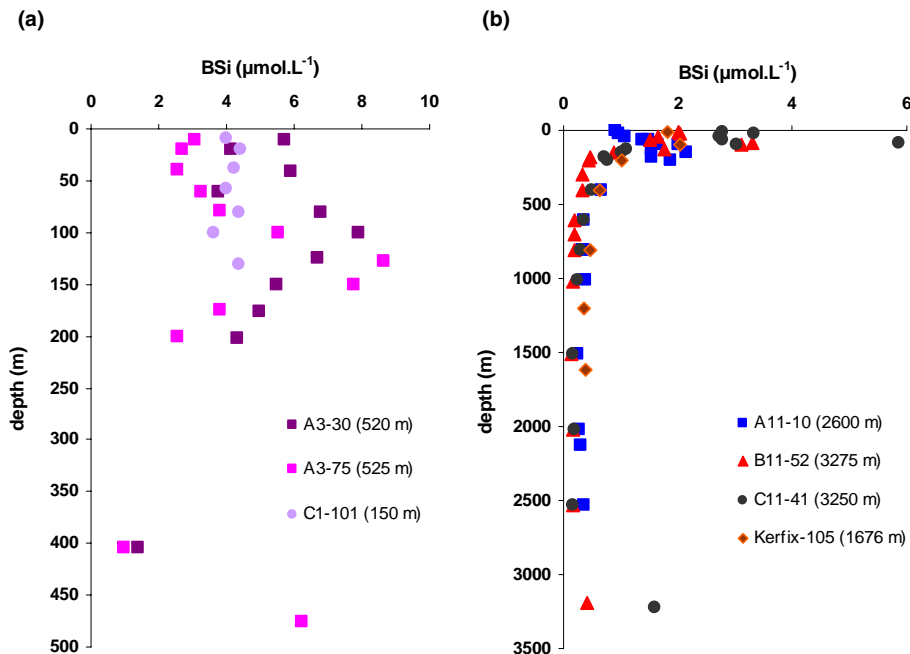 (a)
BSi (µmol.L-1)
0 2 4 6 8 10
0
50
100
150
200
250
300
350
400
450
500
depth (m)
A3-30 (520 m)
A3-75 (525 m)
C1-101 (150 m)
(b)
BSi (µmol.L-1)
0 2 4 6
0
500
1000
1500
2000
2500
3000
3500
depth (m)
A11-10 (2600 m)
B11-52 (3275 m)
C11-41 (3250 m)
Kerfix-105 (1676 m)